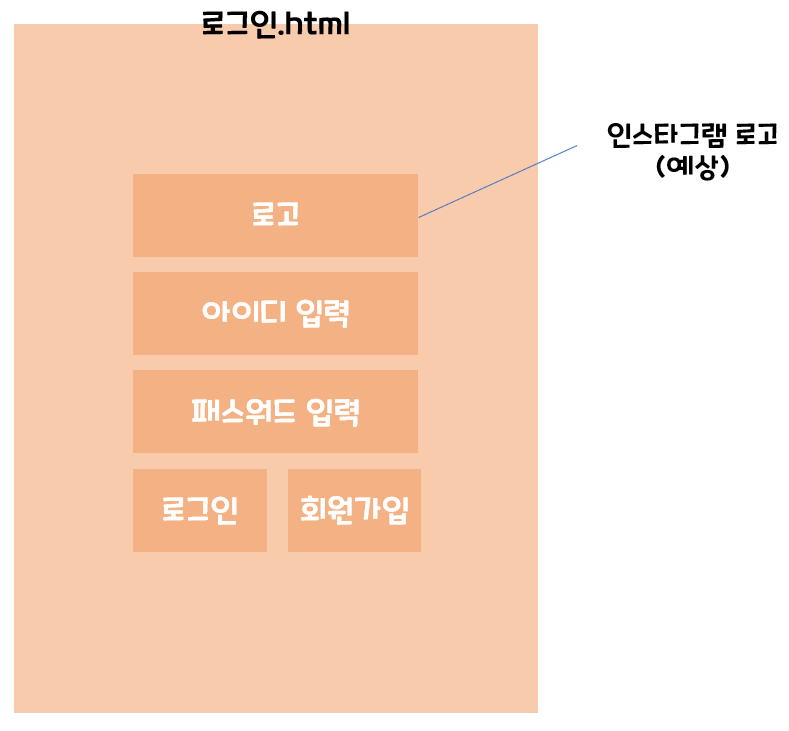 로그인.html
인스타그램 로고
(예상)
로고
아이디 입력
패스워드 입력
로그인
회원가입